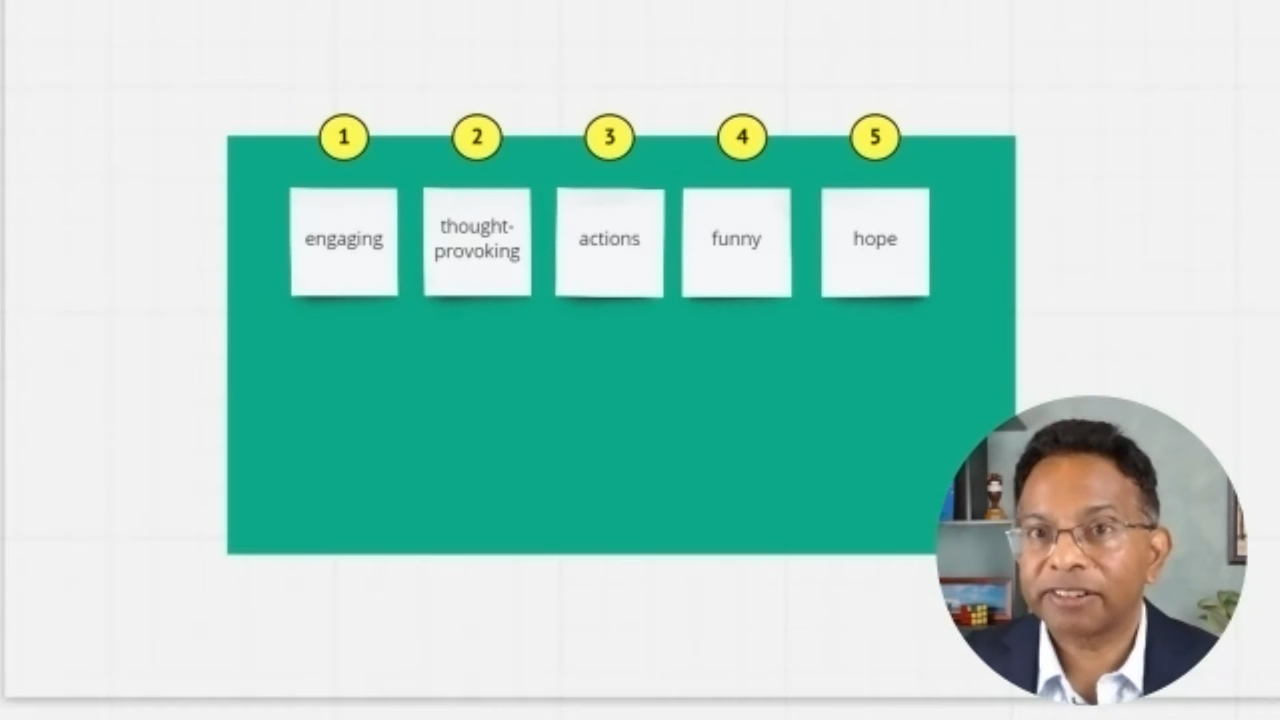 1 2 3 4 5
engaging
thought-
provoking
actions
funny
hope